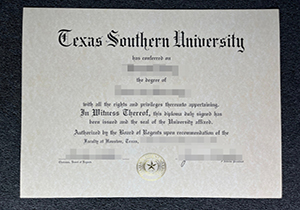 Texas Southern University
has conferred on
the degree of
with all the rights and privileges thereunto appertaining.
In Witness Thereof, this diploma duly signed has
been issued and the seal of the University affixed.
Authorized by the Board of Regents upon recommendation of the
Faculty of Houston, Texas,